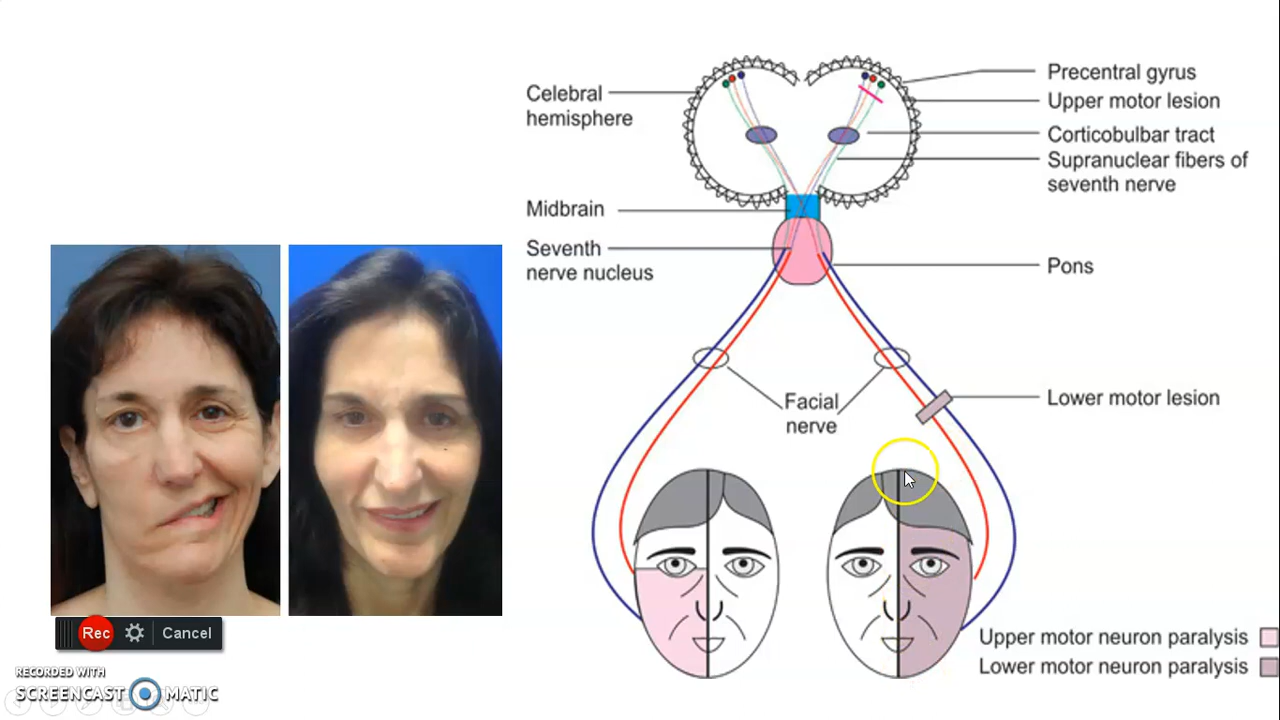 Celebral
hemisphere
Midbrain
Seventh
nerve nucleus
Precentral gyrus
Upper motor lesion
Corticobulbar tract
Supranuclear fibers of
seventh nerve
Pons
Facial
nerve
Lower motor lesion
Upper motor neuron paralysis
Lower motor neuron paralysis
Rec
Cancel
RECORDED WITH
SCREENCAST MATIC